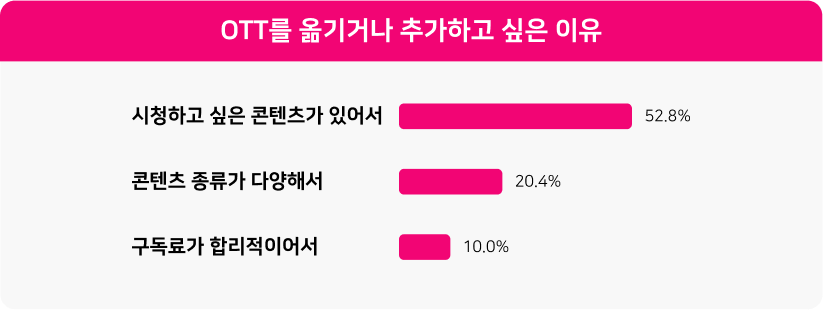 OTT를 옮기거나 추가하고 싶은 이유
시청하고 싶은 콘텐츠가 있어서 52.8%
콘텐츠 종류가 다양해서 20.4%
구독료가 합리적이어서 10.0%